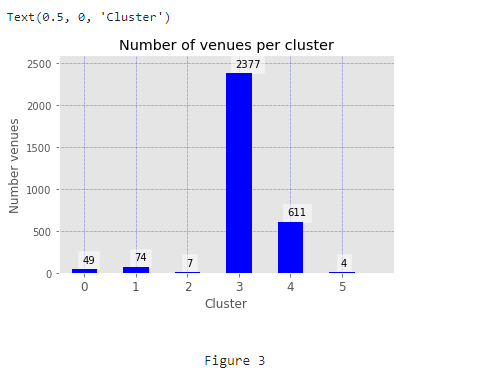 Text(0.5, 0, 'Cluster')
Number of venues per cluster
2500
2000
1500
1000
500
0
Number venues
49
74
7
2377
611
4
0 1 2 3 4 5
Cluster
Figure 3